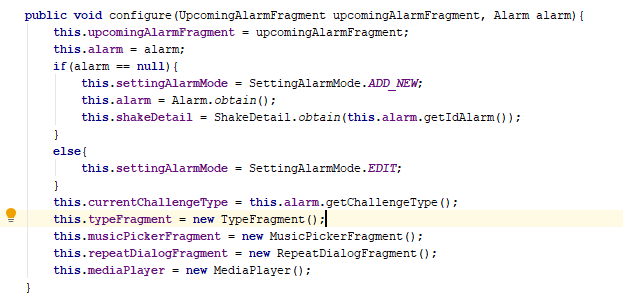 public void configure(UpcomingAlarmFragment upcomingAlarmFragment, Alarm alarm){
    this.upcomingAlarmFragment = upcomingAlarmFragment;
    this.alarm = alarm;
    if(alarm == null){
        this.settingAlarmMode = SettingAlarmMode.ADD_NEW;
        this.alarm = Alarm.obtain();
        this.shakeDetail = ShakeDetail.obtain(this.alarm.getIdAlarm());
    }
    else{
        this.settingAlarmMode = SettingAlarmMode.EDIT;
    }
    this.currentChallengeType = this.alarm.getChallengeType();
    this.typeFragment = new TypeFragment();
    this.musicPickerFragment = new MusicPickerFragment();
    this.repeatDialogFragment = new RepeatDialogFragment();
    this.mediaPlayer = new MediaPlayer();
}